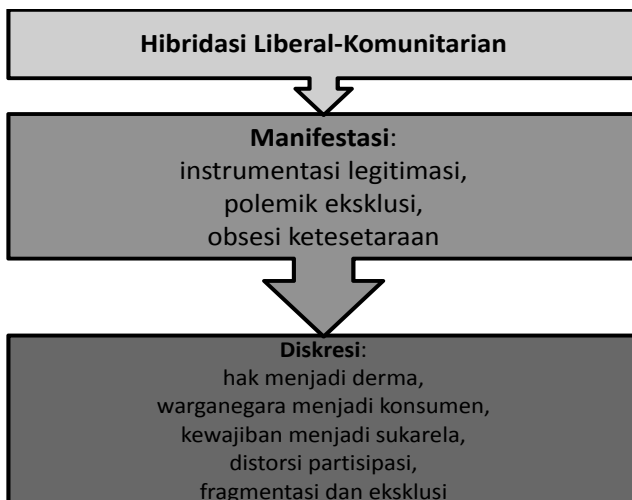 Hibridasi Liberal-Komunitarian
Manifestasi:
instrumentasi legitimasi,
polemik eksklusi,
obsesi ketesetaraan
Diskresi:
hak menjadi derma,
warganegara menjadi konsumen,
kewajiban menjadi sukarela,
distorsi partisipasi,
fragmentasi dan eksklusi